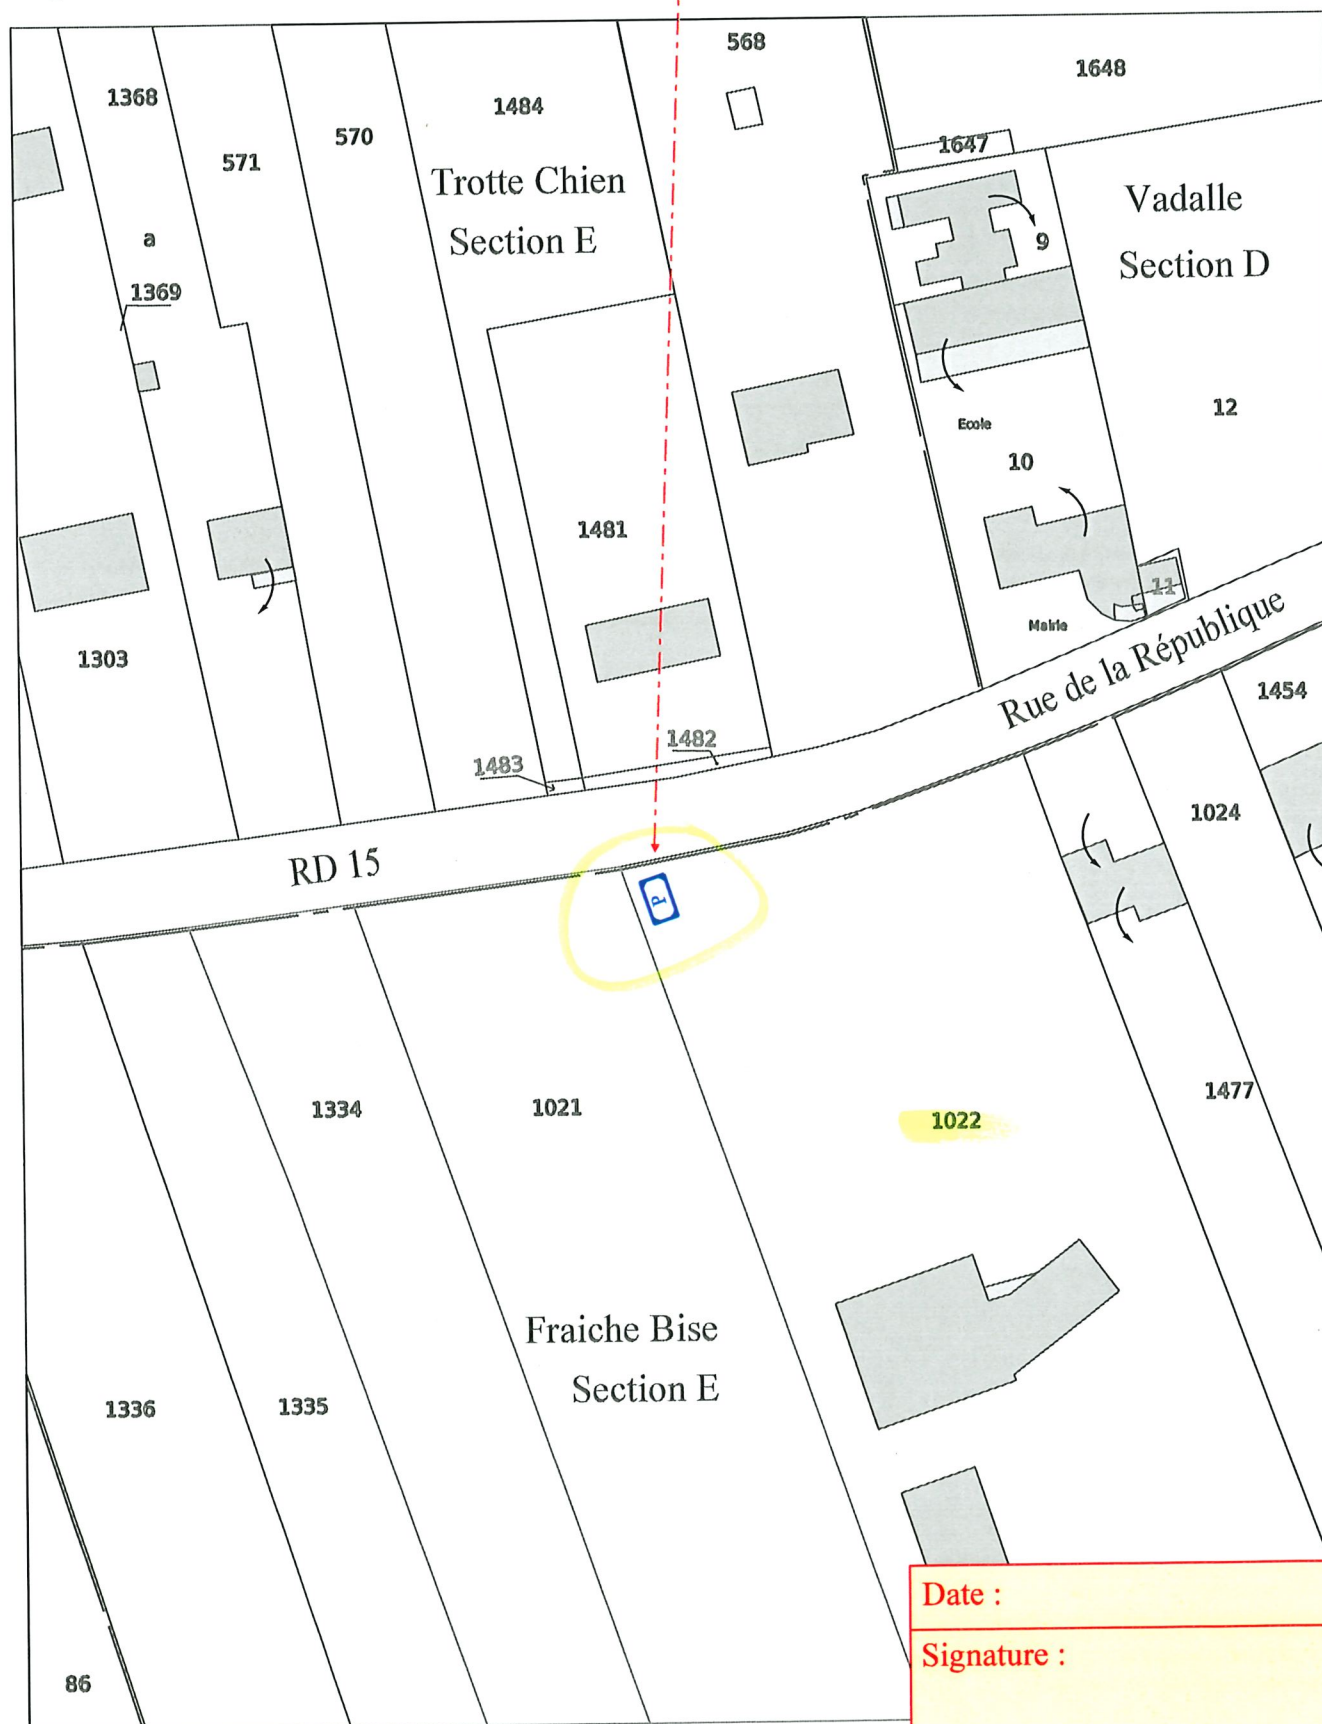 568
1648
1368
1484
570
571
1647
Trotte Chien
Section E
Vadalle
Section D
9
a
1369
12
Ecole
10
1481
11
Mairie
1303
Rue de la République
1454
1482
1483
1024
RD 15
P
1334
1021
1022
1477
Fraiche Bise
Section E
1336
1335
86
Date :
Signature :